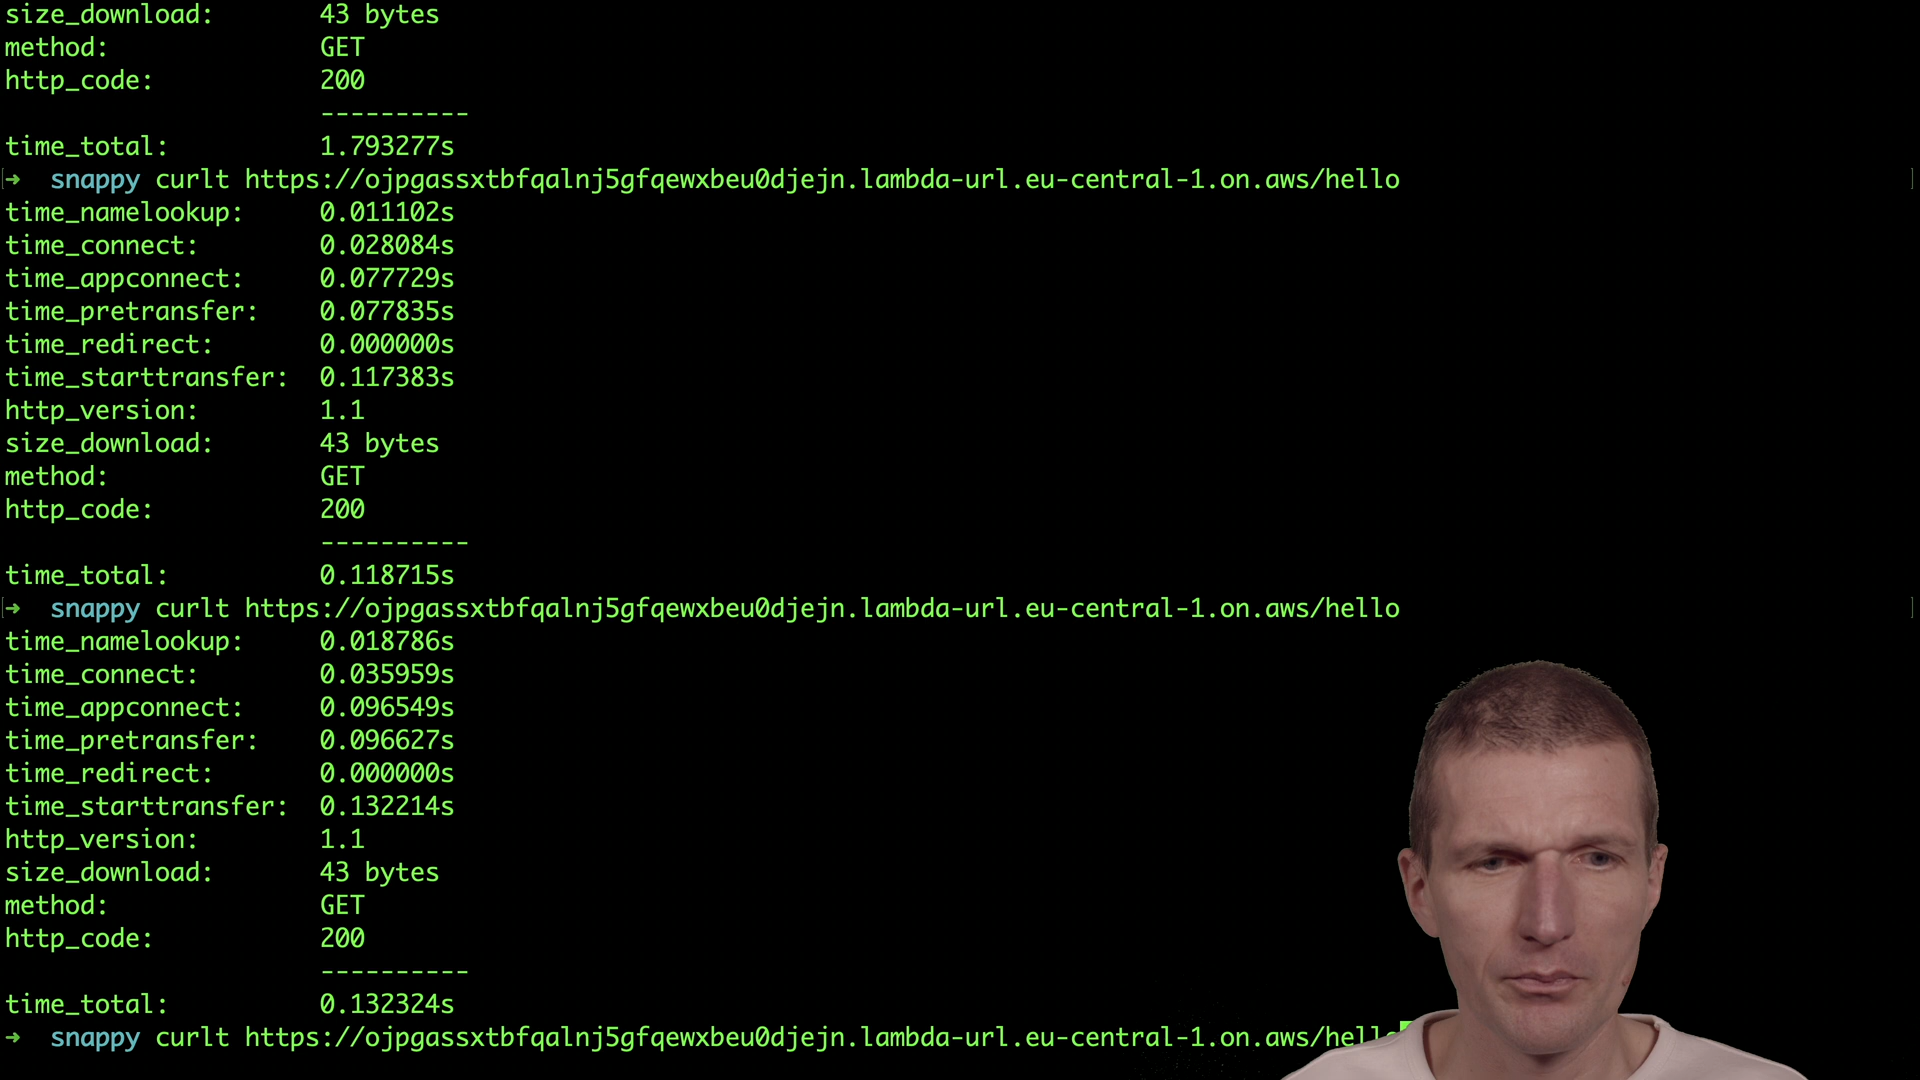 size_download: 43 bytes
method: GET
http_code: 200
----------
time_total: 1.793277s
➜ snappy curlt https://ojpgassxtbfqalnj5gfqewxbeu0djejn.lambda-url.eu-central-1.on.aws/hello
time_namelookup: 0.011102s
time_connect: 0.028084s
time_appconnect: 0.077729s
time_pretransfer: 0.077835s
time_redirect: 0.000000s
time_starttransfer: 0.117383s
http_version: 1.1
size_download: 43 bytes
method: GET
http_code: 200
----------
time_total: 0.118715s
➜ snappy curlt https://ojpgassxtbfqalnj5gfqewxbeu0djejn.lambda-url.eu-central-1.on.aws/hello
time_namelookup: 0.018786s
time_connect: 0.035959s
time_appconnect: 0.096549s
time_pretransfer: 0.096627s
time_redirect: 0.000000s
time_starttransfer: 0.132214s
http_version: 1.1
size_download: 43 bytes
method: GET
http_code: 200
----------
time_total: 0.132324s
➜ snappy curlt https://ojpgassxtbfqalnj5gfqewxbeu0djejn.lambda-url.eu-central-1.on.aws/hello